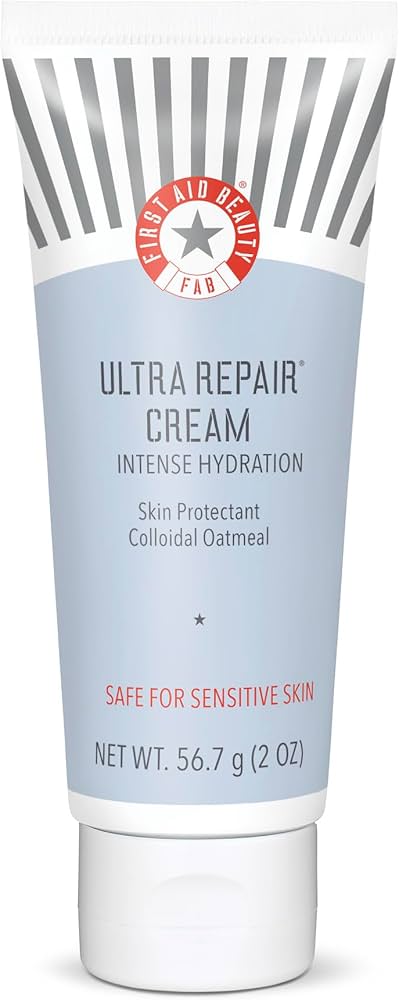 FIRST AID BEAUTY®
FAB
ULTRA REPAIR®
CREAM
INTENSE HYDRATION
Skin Protectant
Colloidal Oatmeal
SAFE FOR SENSITIVE SKIN
NET WT. 56.7 g (2 OZ)